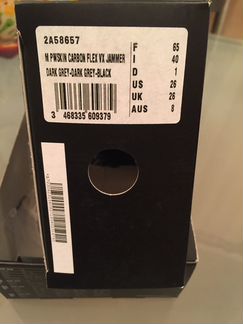 2A58657
M PWSKIN CARBON FLEX VX JAMMER
DARK GREY-DARK GREY-BLACK
3 468335 609379
F 65
I 40
D 1
US 26
UK 26
AUS 8